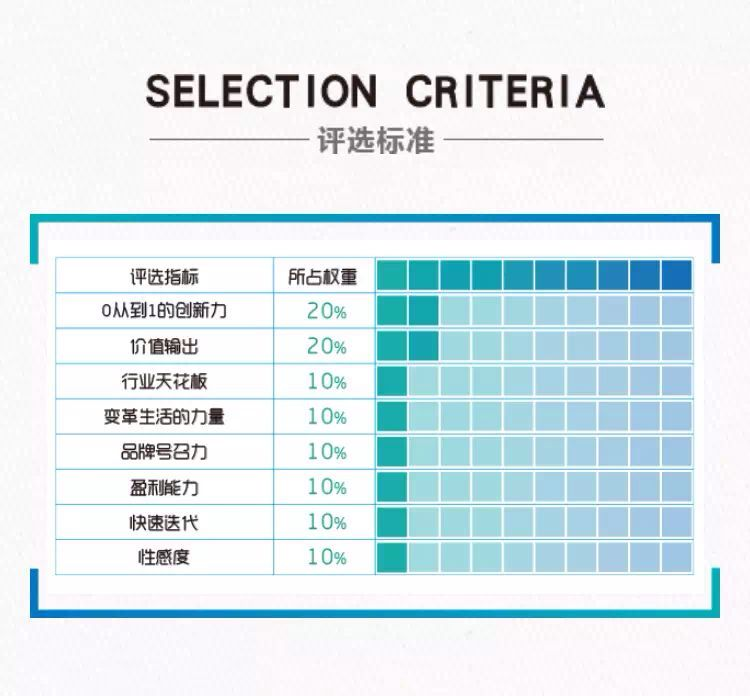 SELECTION CRITERIA
评选标准
评选指标 所占权重
0从到1的创新力 20%
价值输出 20%
行业天花板 10%
变革生活的力量 10%
品牌号召力 10%
盈利能力 10%
快速迭代 10%
性感度 10%